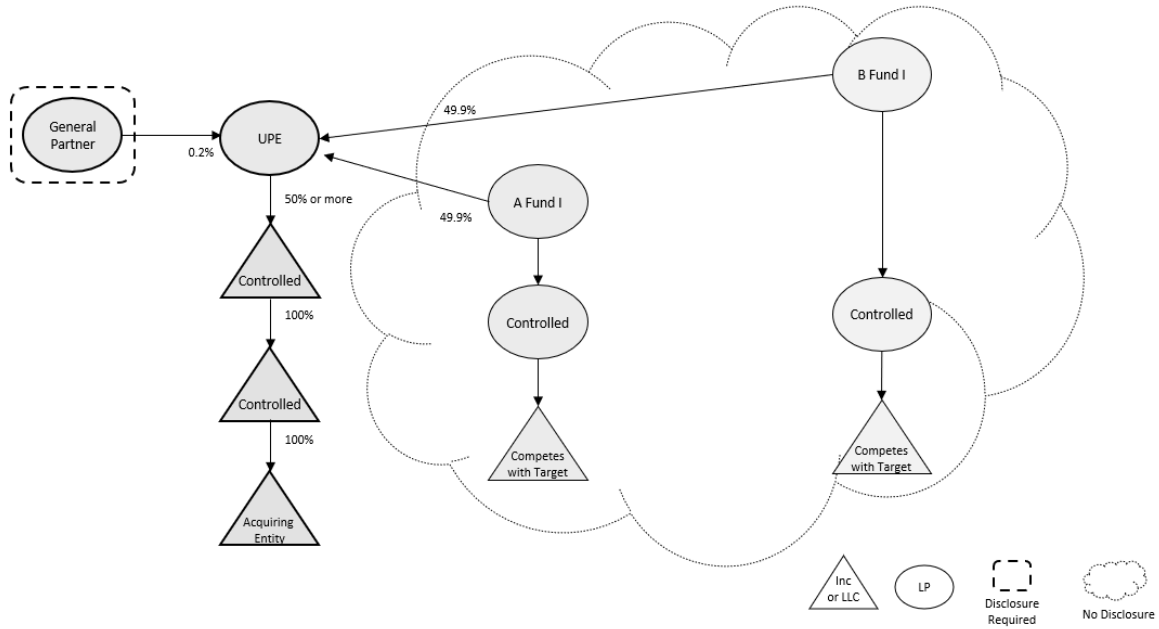 B Fund I
49.9%
General
Partner
0.2%
UPE
50% or more
A Fund I
49.9%
Controlled
100%
Controlled
Controlled
Controlled
100%
Competes
with Target
Competes
with Target
Acquiring
Entity
Inc
or LLC
LP
Disclosure
Required
No Disclosure